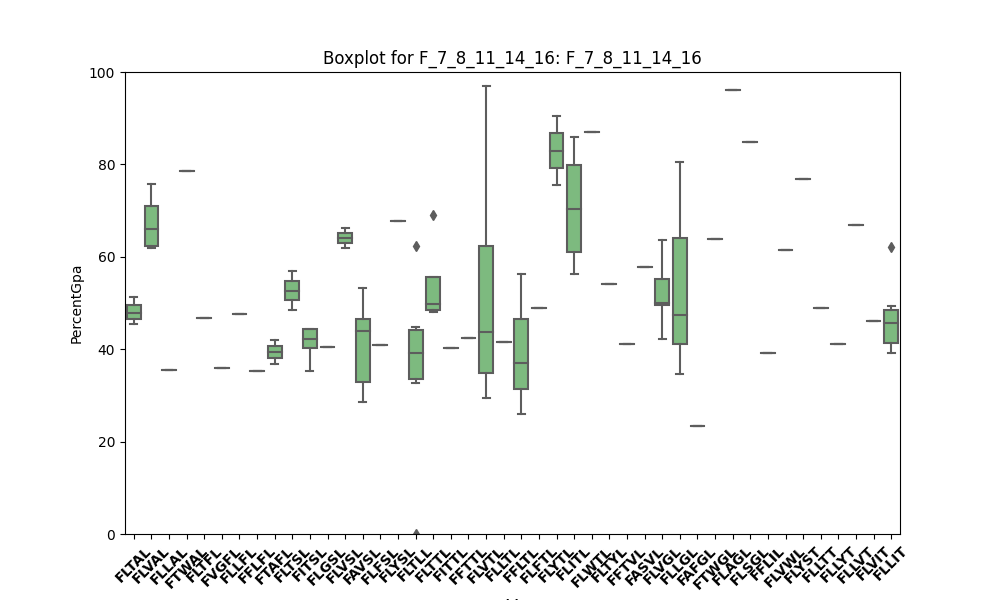 Boxplot for F_7_8_11_14_16: F_7_8_11_14_16
PercentGpa
100
80
60
40
20
0
FLTAL
FLVAL
FLLAL
FTWAL
FLTFL
FVGFL
FLLFL
FFLFL
FTAFL
FLTSL
FITSL
FLGSL
FLVSL
FAVSL
FLFSL
FLYSL
FLTLL
FLTTL
FITTL
FFTTL
FLVTL
FLLTL
FFLTL
FLFTL
FLYTL
FLITL
FLWTL
FLTYL
FFTVL
FASVL
FLVGL
FLLGL
FAFGL
FTWGL
FLAGL
FLSGL
FFLIL
FLVWL
FLYST
FLLTT
FLLYT
FLLVT
FLVIT
FLLIT